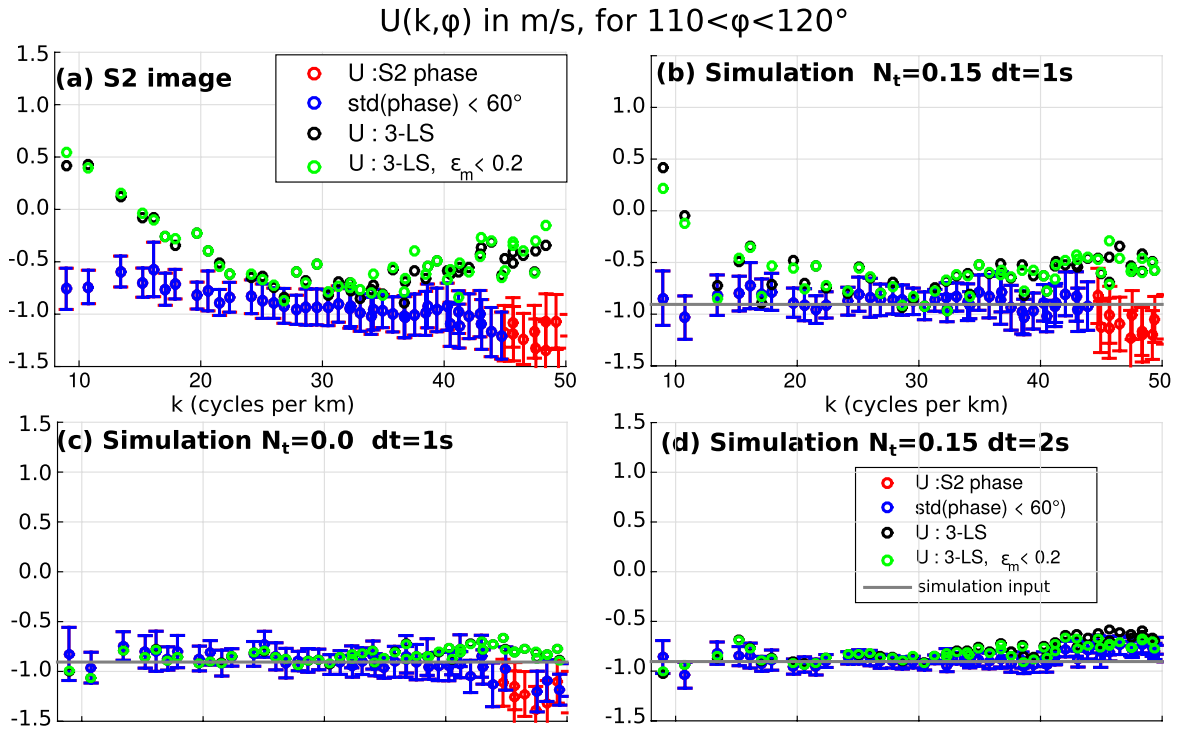 U(k,φ) in m/s, for 110<φ<120°
(a) S2 image
U :S2 phase
std(phase) < 60°
U : 3-LS
U : 3-LS, εm< 0.2
1.5
1.0
0.5
0.0
-0.5
-1.0
-1.5
10 20 30 40 50
k (cycles per km)
(b) Simulation Nt=0.15 dt=1s
1.5
1.0
0.5
0.0
-0.5
-1.0
-1.5
10 20 30 40 50
k (cycles per km)
(c) Simulation Nt=0.0 dt=1s
1.5
1.0
0.5
0.0
-0.5
-1.0
-1.5
(d) Simulation Nt=0.15 dt=2s
U :S2 phase
std(phase) < 60°)
U : 3-LS
U : 3-LS, εm< 0.2
simulation input
1.5
1.0
0.5
0.0
-0.5
-1.0
-1.5